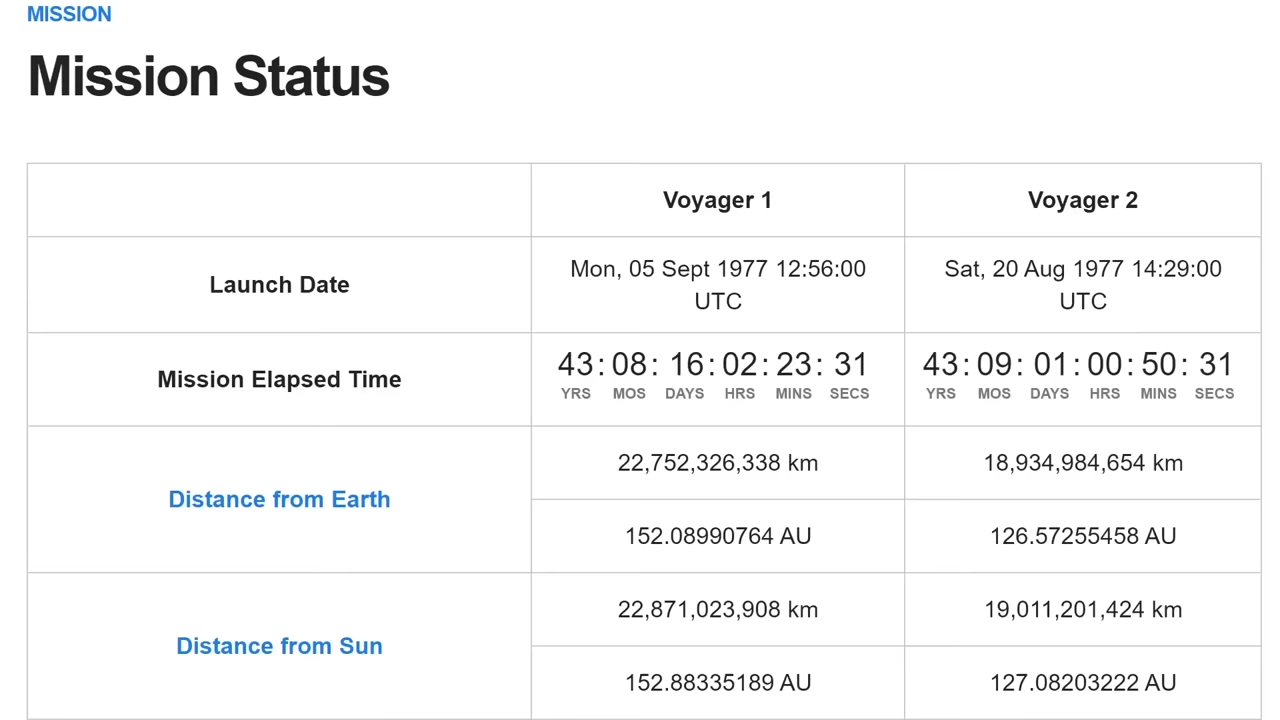 MISSION
Mission Status
Voyager 1 Voyager 2
Launch Date Mon, 05 Sept 1977 12:56:00 UTC Sat, 20 Aug 1977 14:29:00 UTC
Mission Elapsed Time 43:08:16:02:23:31 43:09:01:00:50:31
YRS MOS DAYS HRS MINS SECS YRS MOS DAYS HRS MINS SECS
Distance from Earth
22,752,326,338 km 18,934,984,654 km
152.08990764 AU 126.57255458 AU
Distance from Sun
22,871,023,908 km 19,011,201,424 km
152.88335189 AU 127.08203222 AU